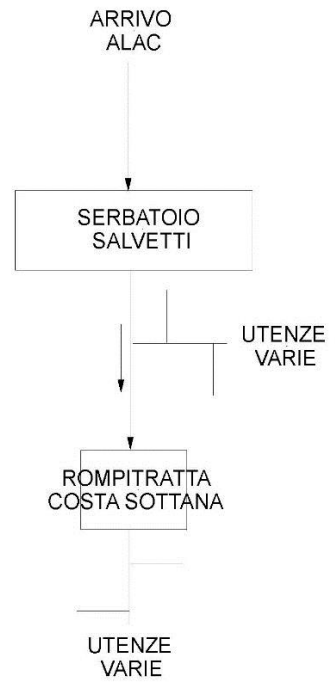 ARRIVO
ALAC
SERBATOIO
SALVETTI
UTENZE
VARIE
ROMPITRATTA
COSTA SOTTANA
UTENZE
VARIE